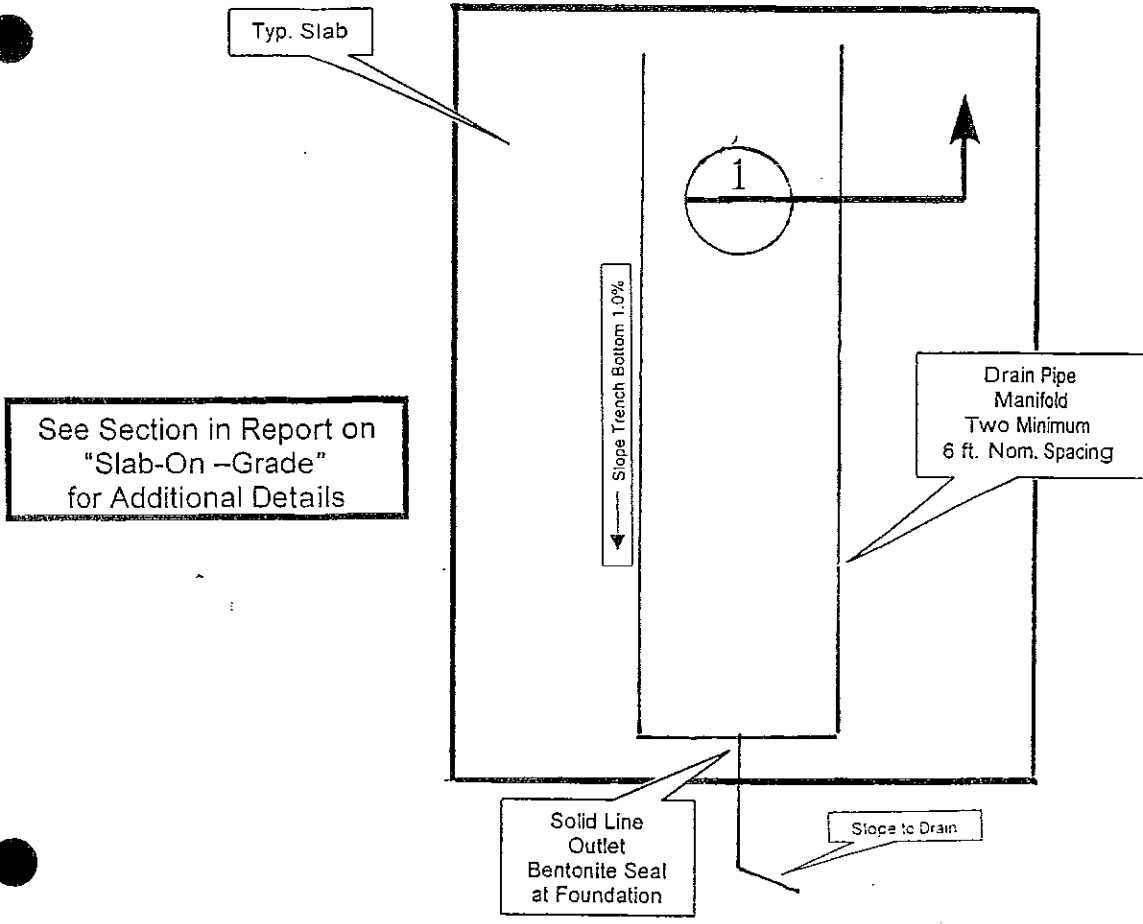 Typ. Slab
1
Slope Trench Bottom 1.0%
Drain Pipe
Manifold
Two Minimum
6 ft. Nom. Spacing
See Section in Report on
"Slab-On –Grade"
for Additional Details
Solid Line
Outlet
Bentonite Seal
at Foundation
Slope to Drain